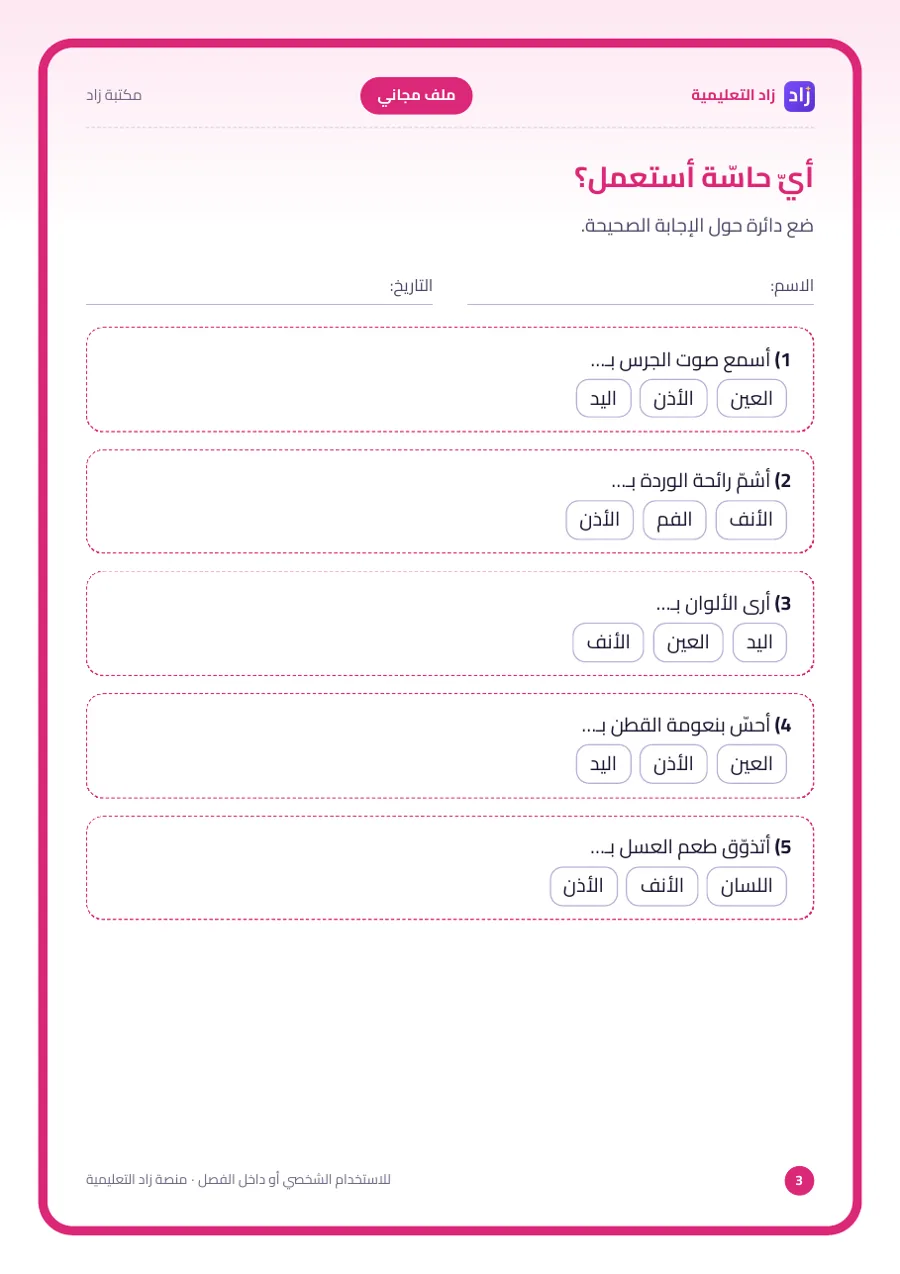 زاد زاد التعليمية
ملف مجاني
مكتبة زاد
أيّ حاسّة أستعمل؟
ضع دائرة حول الإجابة الصحيحة.
الاسم:
التاريخ:
1) أسمع صوت الجرس بـ...
العين الأذن اليد
2) أشمّ رائحة الوردة بـ...
الأنف الفم الأذن
3) أرى الألوان بـ...
اليد العين الأنف
4) أحسّ بنعومة القطن بـ...
العين الأذن اليد
5) أتذوّق طعم العسل بـ...
اللسان الأنف الأذن
3
للاستخدام الشخصي أو داخل الفصل · منصة زاد التعليمية